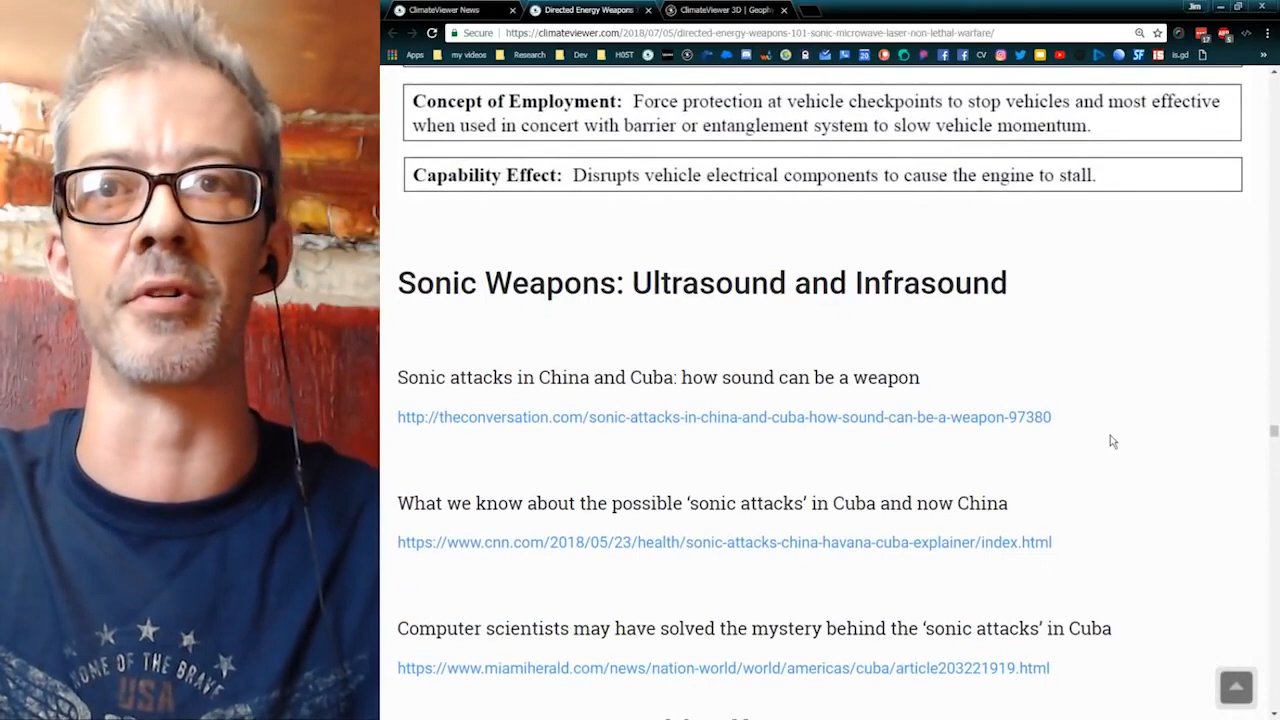 ClimateViewer News
Directed Energy Weapons
ClimateViewer 3D | Geoph
Jim
Secure
https://climateviewer.com/2018/07/05/directed-energy-weapons-101-sonic-microwave-laser-non-lethal-warfare/
Apps
my videos
Research
Dev
H0ST
CV
is.gd
Concept of Employment: Force protection at vehicle checkpoints to stop vehicles and most effective
when used in concert with barrier or entanglement system to slow vehicle momentum.
Capability Effect: Disrupts vehicle electrical components to cause the engine to stall.
Sonic Weapons: Ultrasound and Infrasound
Sonic attacks in China and Cuba: how sound can be a weapon
http://theconversation.com/sonic-attacks-in-china-and-cuba-how-sound-can-be-a-weapon-97380
What we know about the possible ‘sonic attacks’ in Cuba and now China
https://www.cnn.com/2018/05/23/health/sonic-attacks-china-havana-cuba-explainer/index.html
Computer scientists may have solved the mystery behind the ‘sonic attacks’ in Cuba
https://www.miamiherald.com/news/nation-world/world/americas/cuba/article203221919.html
OF THE BRAVE
USA